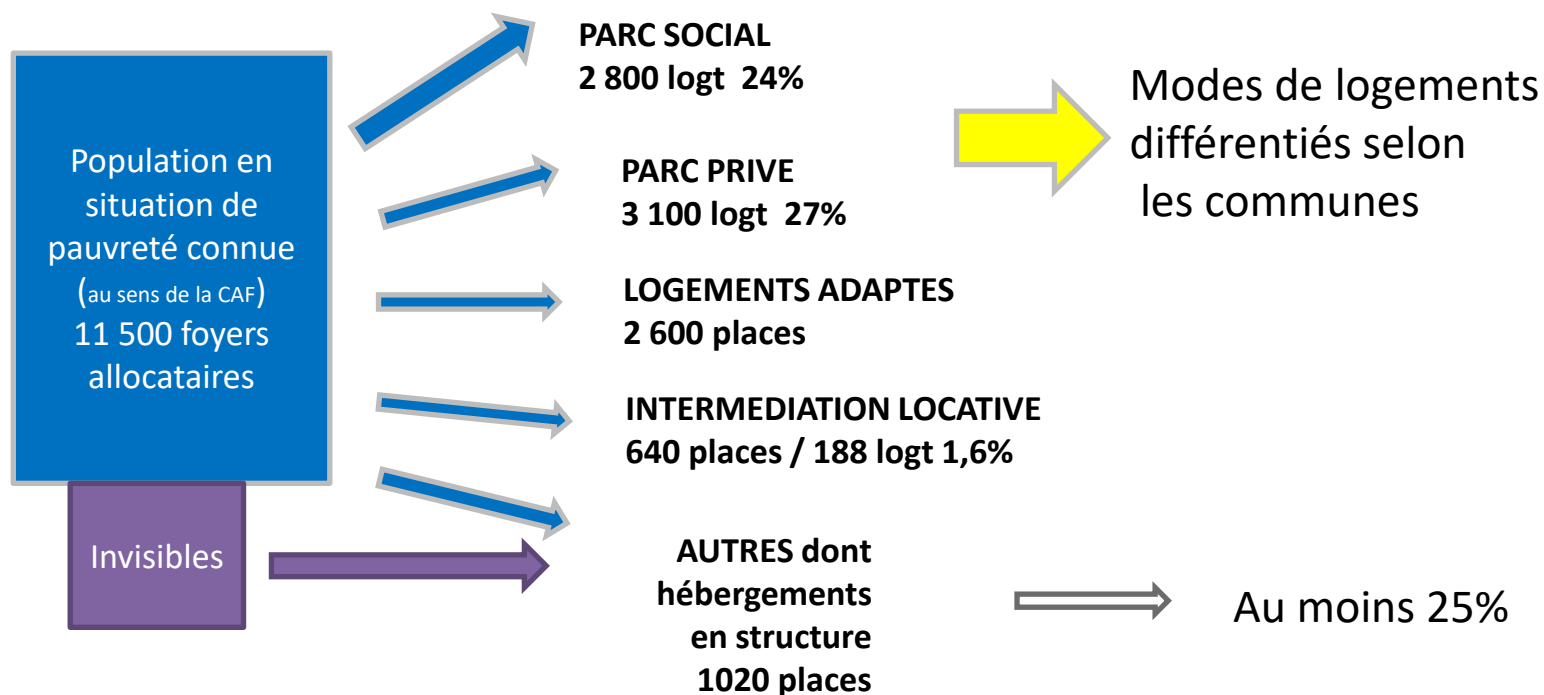 Population en
situation de
pauvreté connue
(au sens de la CAF)
11 500 foyers
allocataires
Invisibles
PARC SOCIAL
2 800 logt 24%
PARC PRIVE
3 100 logt 27%
LOGEMENTS ADAPTES
2 600 places
INTERMEDIATION LOCATIVE
640 places / 188 logt 1,6%
AUTRES dont
hébergements
en structure
1020 places
Modes de logements
différentiés selon
les communes
Au moins 25%